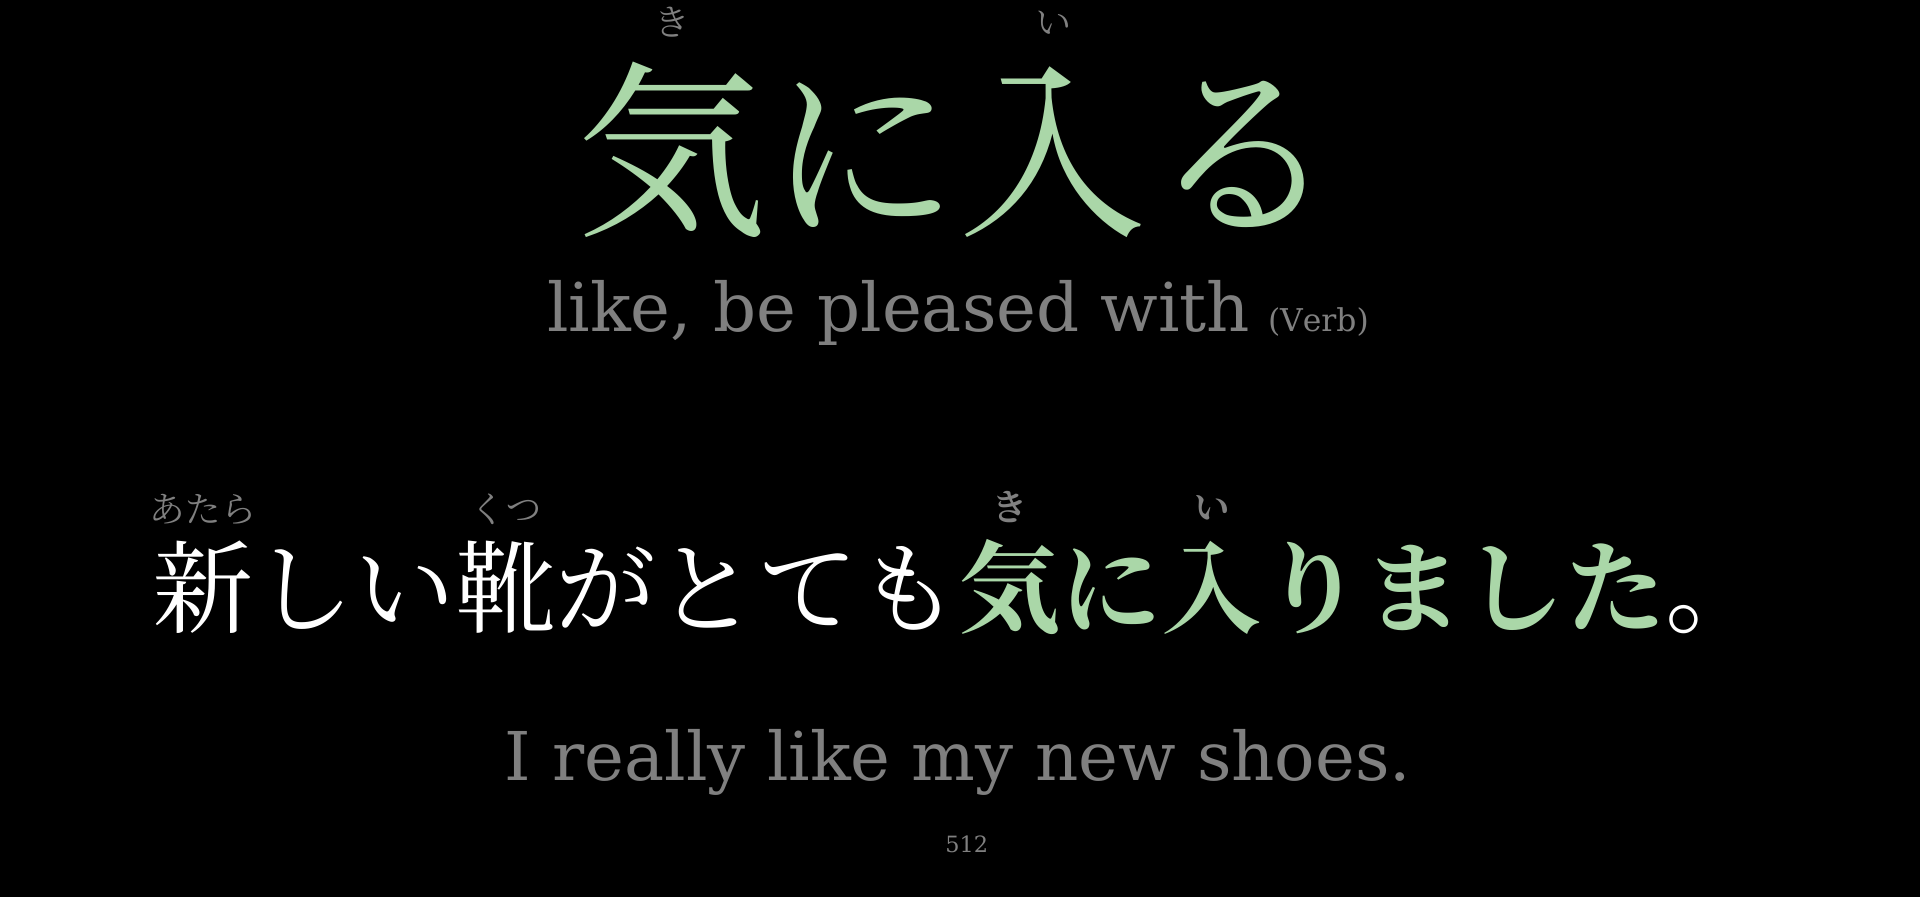 き い
気に入る
like, be pleased with (Verb)
あたら くつ き い
新しい靴がとても気に入りました。
I really like my new shoes.
512